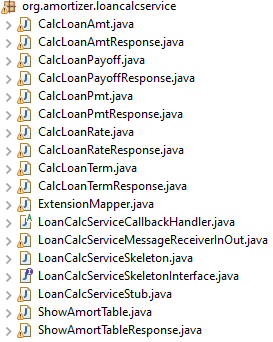 org.amortizer.loancalcservice
CalcLoanAmt.java
CalcLoanAmtResponse.java
CalcLoanPayoff.java
CalcLoanPayoffResponse.java
CalcLoanPmt.java
CalcLoanPmtResponse.java
CalcLoanRate.java
CalcLoanRateResponse.java
CalcLoanTerm.java
CalcLoanTermResponse.java
ExtensionMapper.java
LoanCalcServiceCallbackHandler.java
LoanCalcServiceMessageReceiverInOut.java
LoanCalcServiceSkeleton.java
LoanCalcServiceSkeletonInterface.java
LoanCalcServiceStub.java
ShowAmortTable.java
ShowAmortTableResponse.java